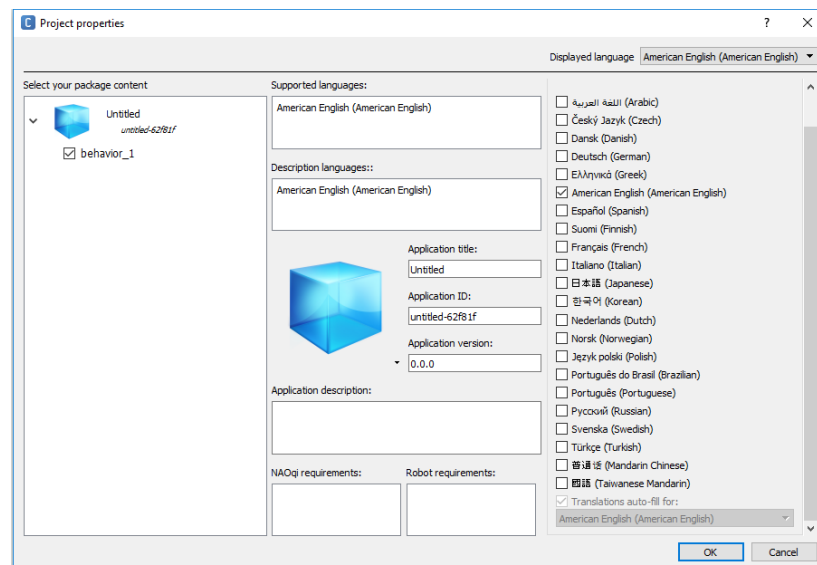 Project properties
Displayed language American English (American English)
Select your package content
Untitled
untitled-62f81f
behavior_1
Supported languages:
American English (American English)
Description languages::
American English (American English)
Application title:
Untitled
Application ID:
untitled-62f81f
Application version:
0.0.0
Application description:
NAOqi requirements:
Robot requirements:
اللغة العربية (Arabic)
Český Jazyk (Czech)
Dansk (Danish)
Deutsch (German)
Ελληνικά (Greek)
American English (American English)
Español (Spanish)
Suomi (Finnish)
Français (French)
Italiano (Italian)
日本語 (Japanese)
한국어 (Korean)
Nederlands (Dutch)
Norsk (Norwegian)
Język polski (Polish)
Português do Brasil (Brazilian)
Português (Portuguese)
Русский (Russian)
Svenska (Swedish)
Türkçe (Turkish)
普通话 (Mandarin Chinese)
國語 (Taiwanese Mandarin)
Translations auto-fill for:
American English (American English)
OK
Cancel